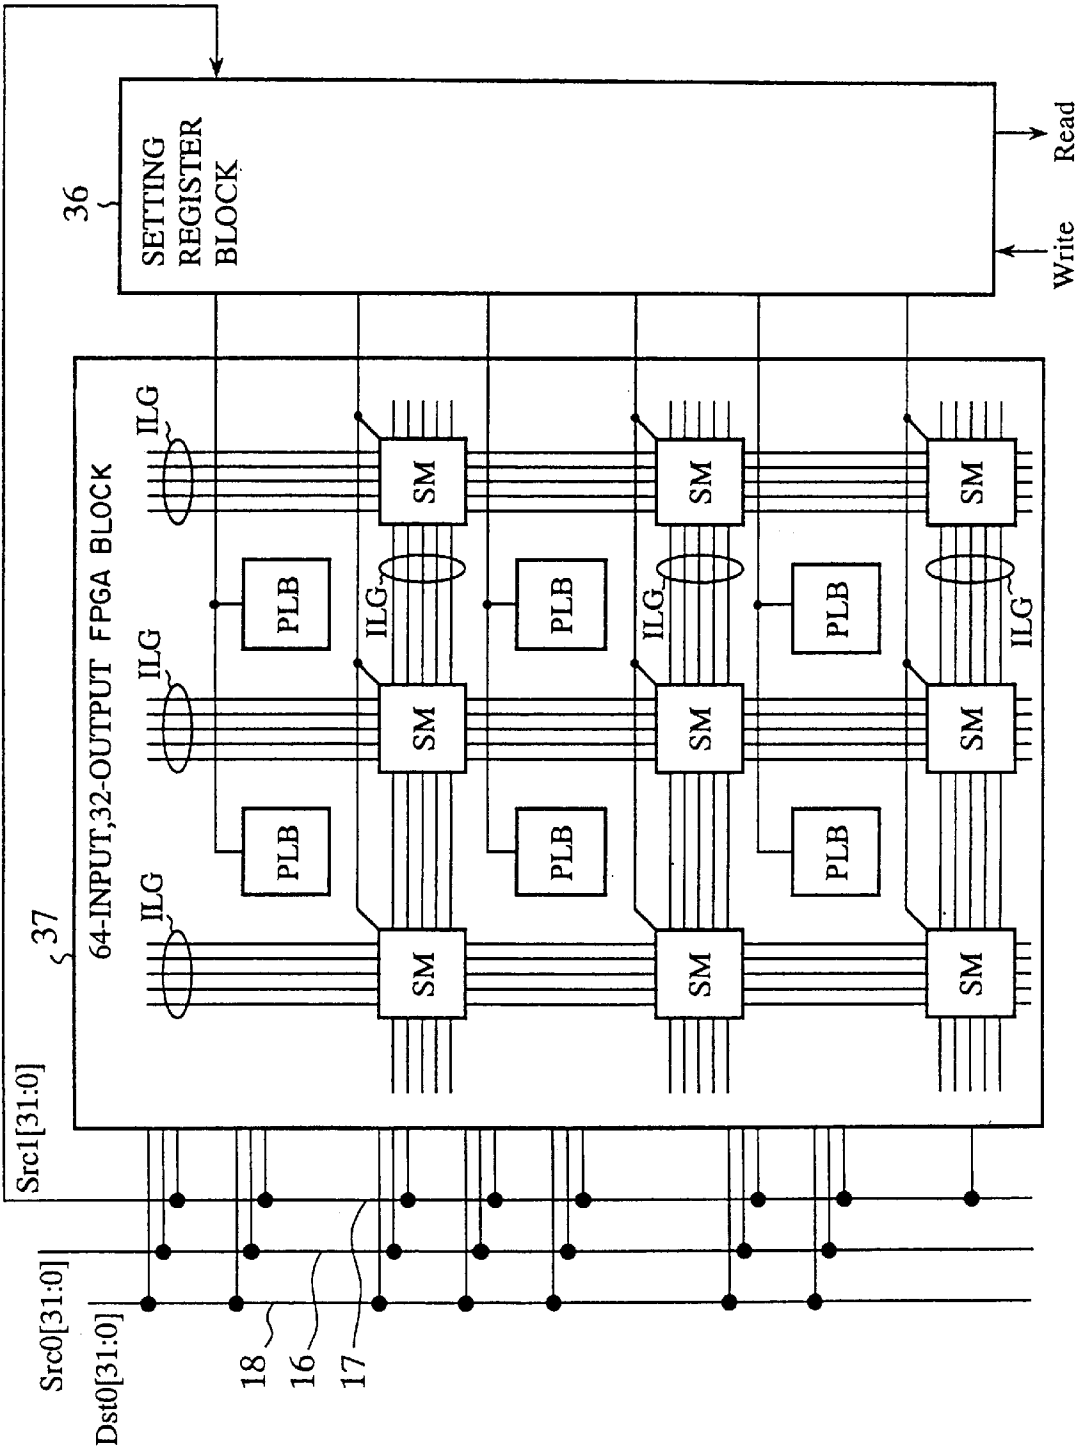 Src1[31:0]
Src0[31:0]
Dst0[31:0]
18
16
17
37
64-INPUT,32-OUTPUT FPGA BLOCK
ILG
ILG
ILG
PLB
PLB
ILG
SM
SM
SM
PLB
PLB
ILG
SM
SM
SM
PLB
PLB
SM
SM
SM
ILG
36
SETTING
REGISTER
BLOCK
Write
Read